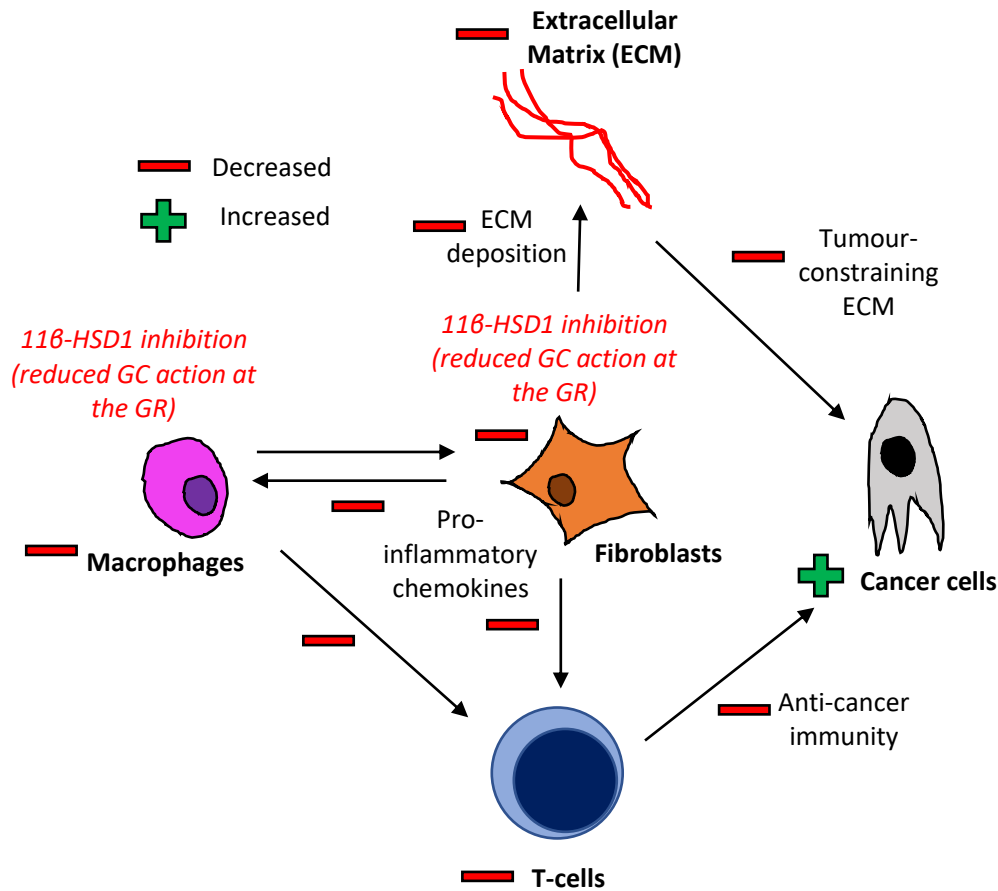 Extracellular
Matrix (ECM)
Decreased
Increased
ECM
deposition
Tumour-
constraining
ECM
11β-HSD1 inhibition
(reduced GC action at
the GR)
11β-HSD1 inhibition
(reduced GC action at
the GR)
Macrophages
Pro-
inflammatory
chemokines
Fibroblasts
Cancer cells
Anti-cancer
immunity
T-cells